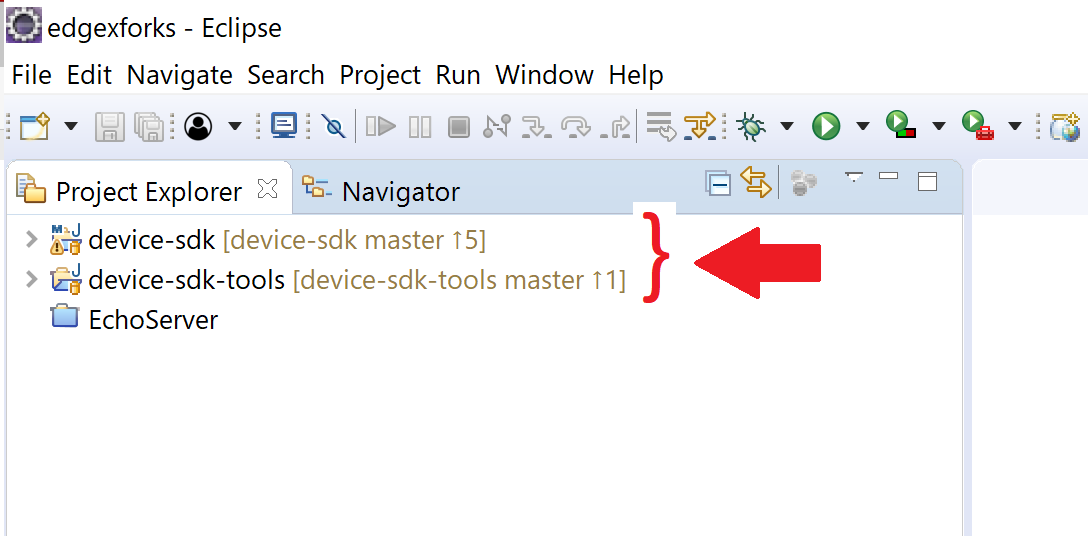 edgexforks - Eclipse
File Edit Navigate Search Project Run Window Help
Project Explorer Navigator
device-sdk [device-sdk master ↑5]
device-sdk-tools [device-sdk-tools master ↑1]
EchoServer